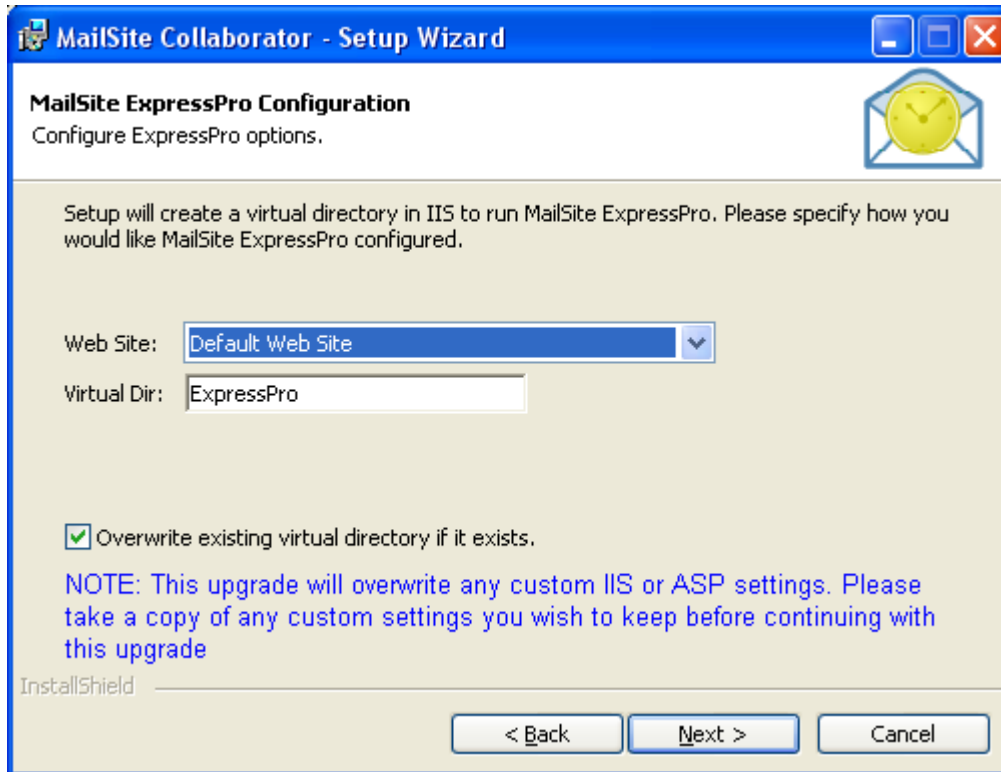 MailSite Collaborator - Setup Wizard
MailSite ExpressPro Configuration
Configure ExpressPro options.
Setup will create a virtual directory in IIS to run MailSite ExpressPro. Please specify how you
would like MailSite ExpressPro configured.
Web Site: Default Web Site
Virtual Dir: ExpressPro
Overwrite existing virtual directory if it exists.
NOTE: This upgrade will overwrite any custom IIS or ASP settings. Please
take a copy of any custom settings you wish to keep before continuing with
this upgrade
InstallShield
< Back Next > Cancel